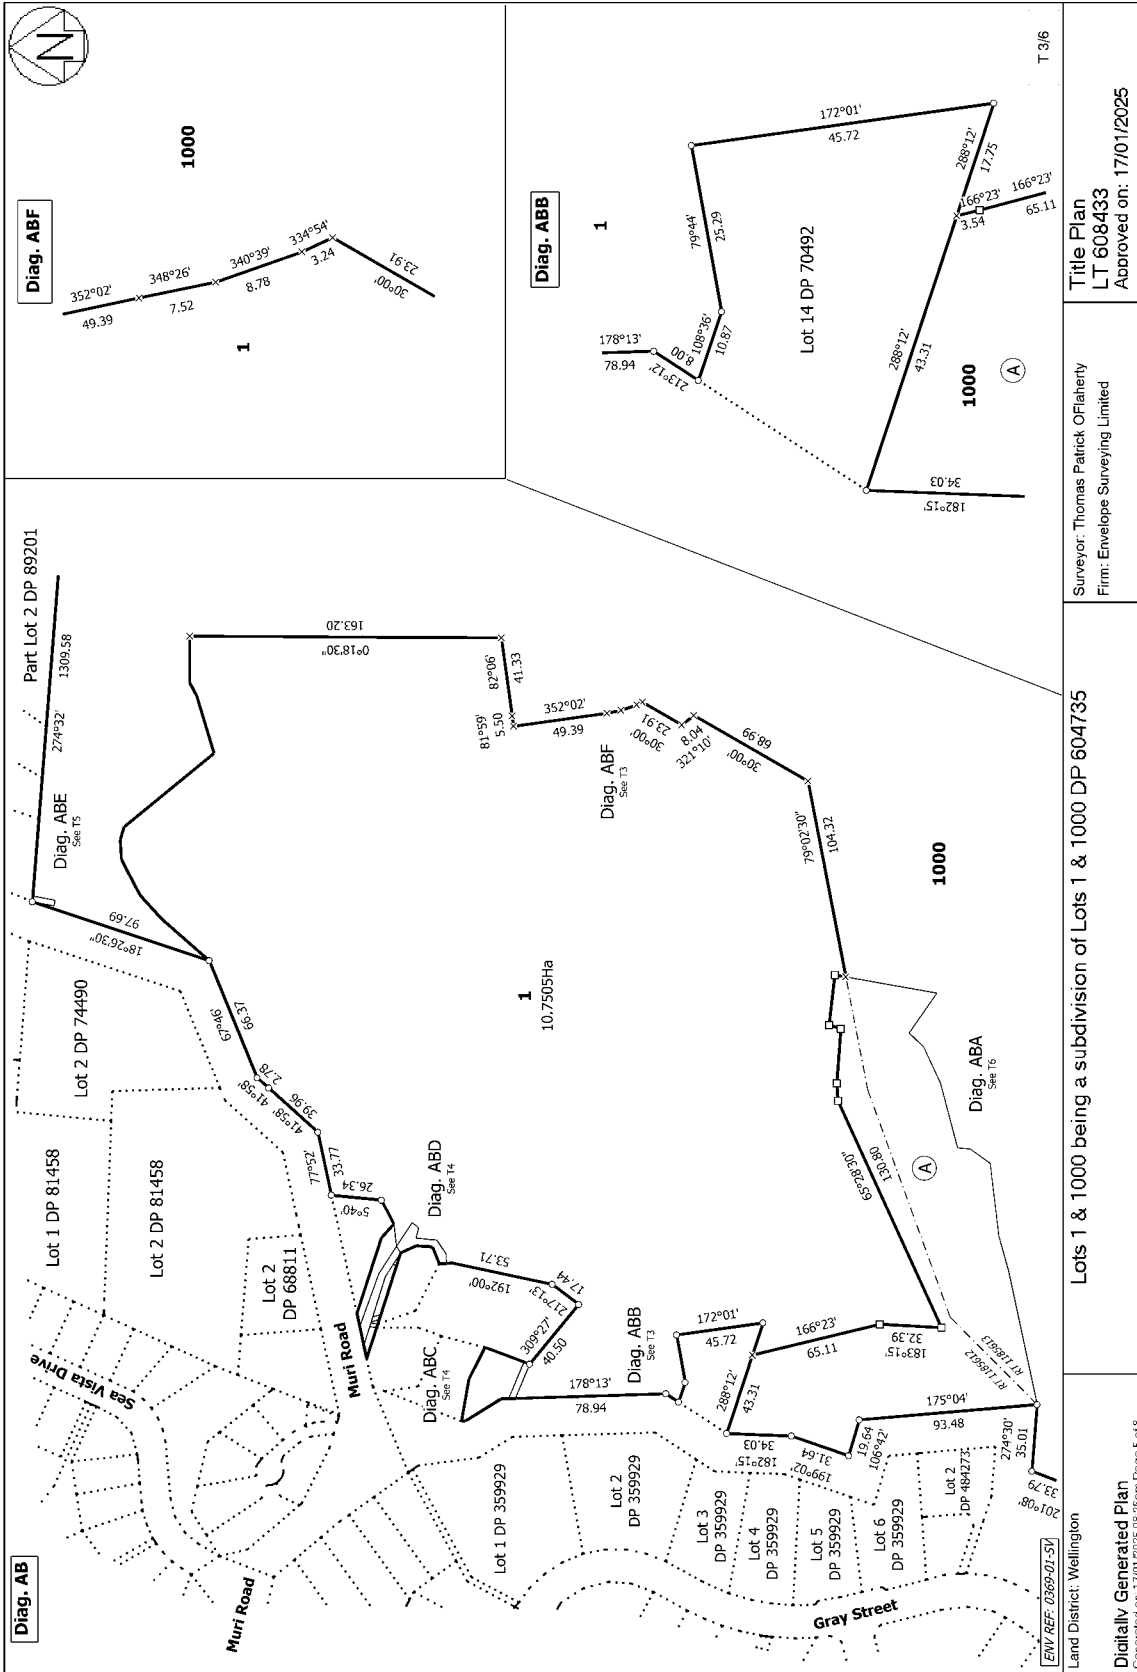 Diag. AB
Sea Vista Drive
Muri Road
Muri Road
Gray Street
Lot 1 DP 81458
Lot 2 DP 81458
Lot 2
DP 68811
Lot 2 DP 74490
Part Lot 2 DP 89201
274°32'
1309.58
Diag. ABE
See T5
18°26'30"
97.69
67°46'
66.37
41°58'
2.78
41°58'
39.96
77°52'
33.77
5°40'
26.34
Diag. ABD
See T4
192°00'
53.71
217°13'
17.44
309°27'
40.50
Diag. ABC
See T4
178°13'
78.94
Diag. ABB
See T3
172°01'
45.72
288°12'
43.31
166°23'
65.11
183°15'
32.39
182°15'
34.03
199°02'
31.64
106°42'
19.64
175°04'
93.48
274°30'
35.01
201°08'
33.79
RT 1185612
RT 1185613
65°28'30"
130.80
A
Diag. ABA
See T6
79°02'30"
104.32
30°00'
68.99
321°10'
8.04
30°00'
23.91
Diag. ABF
See T3
352°02'
49.39
81°59'
5.50
82°06'
41.33
0°18'30"
163.20
1
10.7505Ha
1000
Lot 1 DP 359929
Lot 2
DP 359929
Lot 3
DP 359929
Lot 4
DP 359929
Lot 5
DP 359929
Lot 6
DP 359929
Lot 2
DP 484273
ENV REF: 0369-01-SV
Diag. ABF
352°02'
49.39
348°26'
7.52
340°39'
8.78
334°54'
3.24
30°00'
23.91
1
1000
N
Diag. ABB
1
178°13'
78.94
213°12'
8.00
108°36'
10.87
79°44'
25.29
172°01'
45.72
Lot 14 DP 70492
288°12'
17.75
288°12'
43.31
166°23'
3.54
166°23'
65.11
182°15'
34.03
1000
A
T 3/6
Land District: Wellington
Digitally Generated Plan
Lots 1 & 1000 being a subdivision of Lots 1 & 1000 DP 604735
Surveyor: Thomas Patrick OFlaherty
Firm: Envelope Surveying Limited
Title Plan
LT 608433
Approved on: 17/01/2025